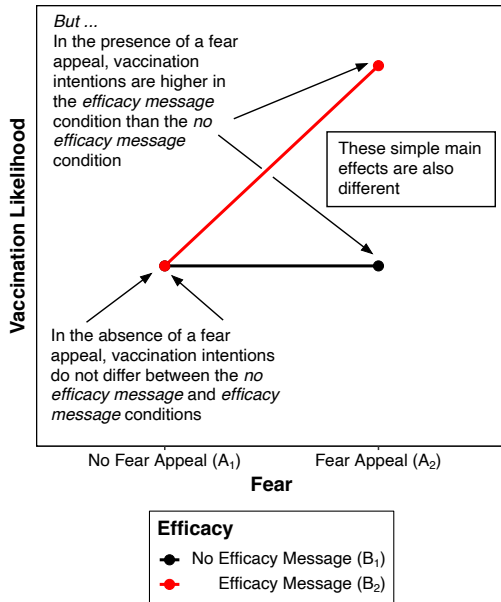 But ...
In the presence of a fear
appeal, vaccination
intentions are higher in
the efficacy message
condition than the no
efficacy message
condition
These simple main
effects are also
different
Vaccination Likelihood
In the absence of a fear
appeal, vaccination intentions
do not differ between the no
efficacy message and efficacy
message conditions
No Fear Appeal (A₁)
Fear Appeal (A₂)
Fear
Efficacy
No Efficacy Message (B₁)
Efficacy Message (B₂)